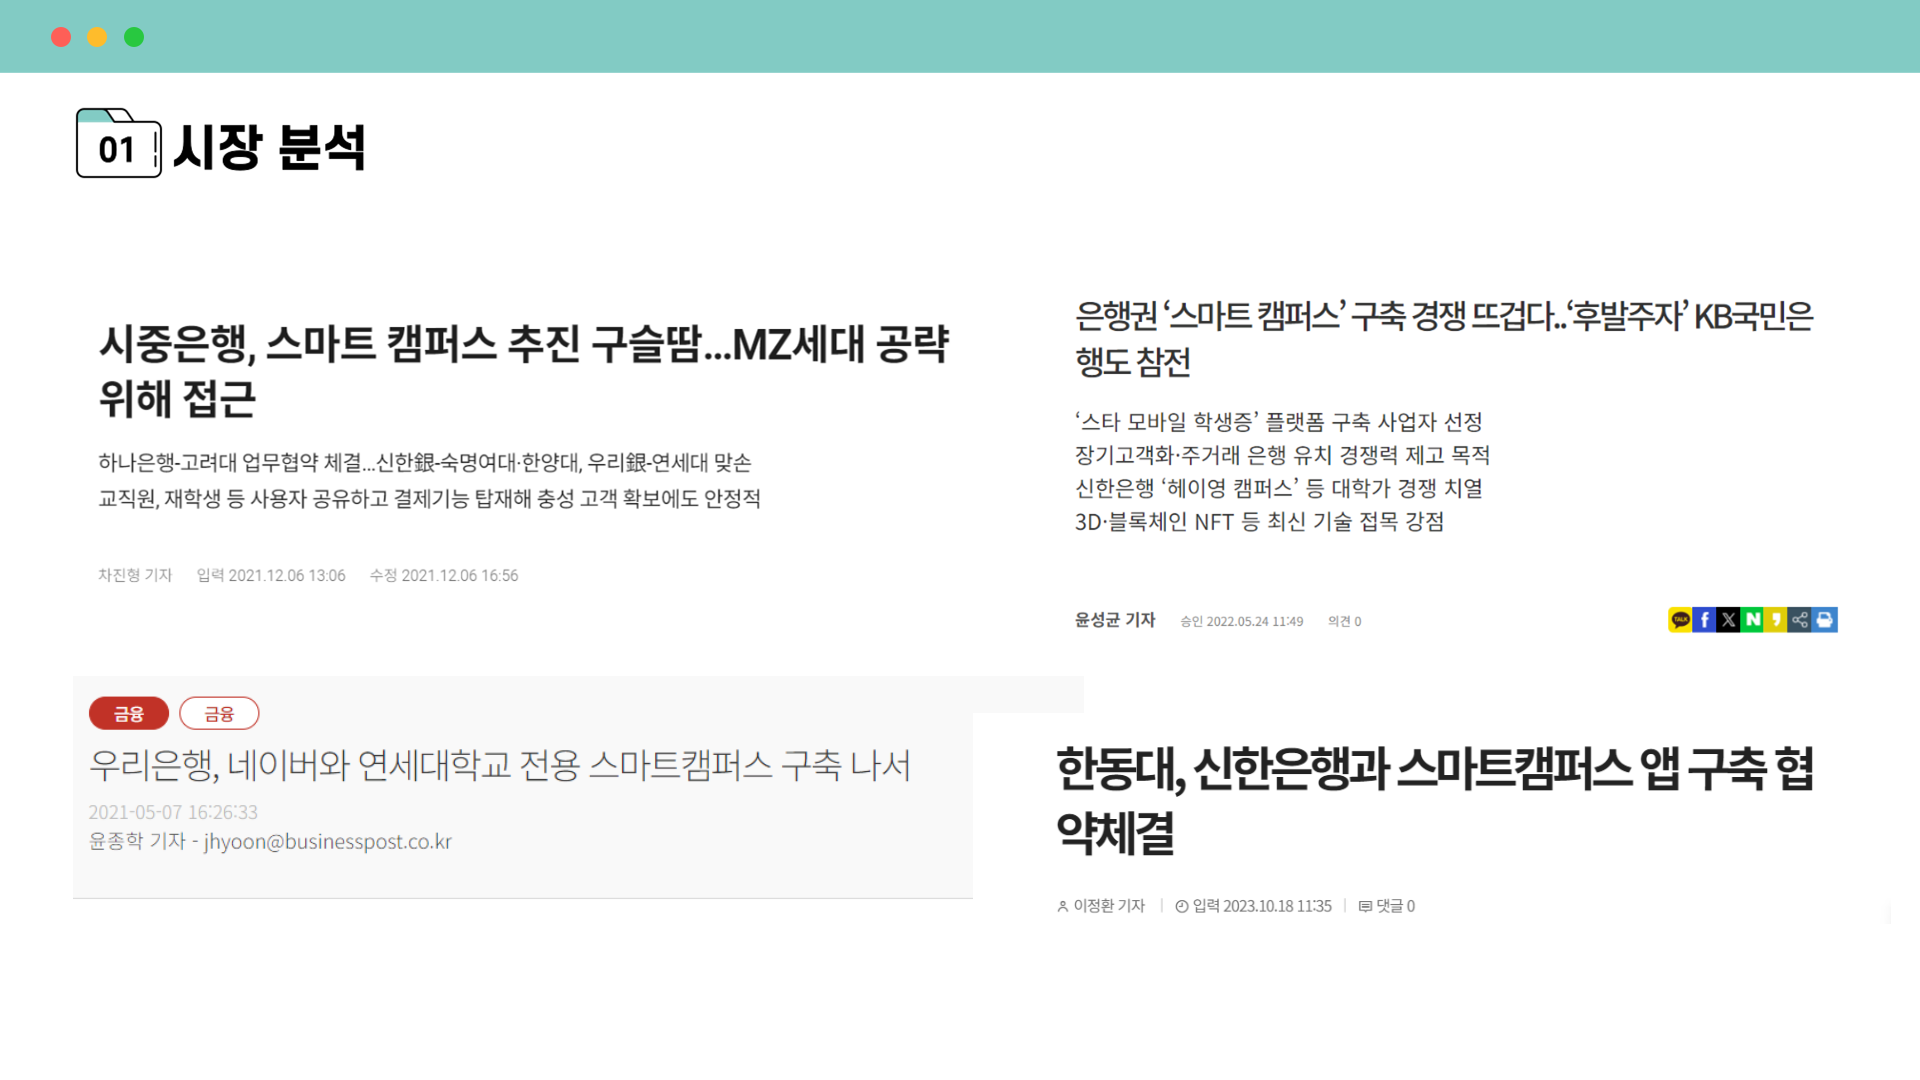 01 시장 분석
시중은행, 스마트 캠퍼스 추진 구슬땀...MZ세대 공략
위해 접근
하나은행-고려대 업무협약 체결...신한銀-숙명여대·한양대, 우리銀-연세대 맞손
교직원, 재학생 등 사용자 공유하고 결제기능 탑재해 충성 고객 확보에도 안정적
차진형 기자 입력 2021.12.06 13:06 수정 2021.12.06 16:56
은행권 ‘스마트 캠퍼스’ 구축 경쟁 뜨겁다..‘후발주자’ KB국민은
행도 참전
‘스타 모바일 학생증’ 플랫폼 구축 사업자 선정
장기고객화·주거래 은행 유치 경쟁력 제고 목적
신한은행 ‘헤이영 캠퍼스’ 등 대학가 경쟁 치열
3D·블록체인 NFT 등 최신 기술 접목 강점
윤성균 기자 승인 2022.05.24 11:49 의견 0
TALK f X N
금융 금융
우리은행, 네이버와 연세대학교 전용 스마트캠퍼스 구축 나서
2021-05-07 16:26:33
윤종학 기자 - jhyoon@businesspost.co.kr
한동대, 신한은행과 스마트캠퍼스 앱 구축 협
약체결
이정환 기자 입력 2023.10.18 11:35 댓글 0